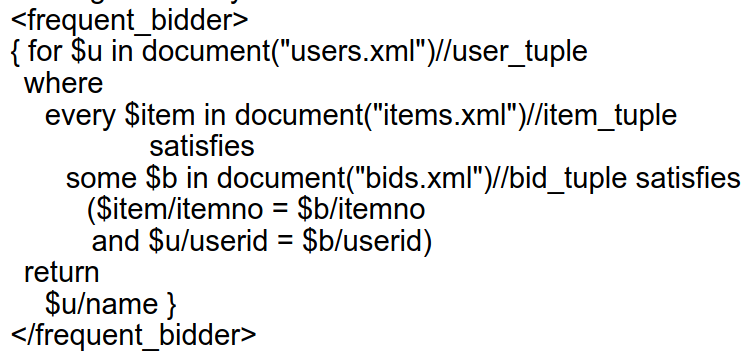 <frequent_bidder>
{ for $u in document("users.xml")//user_tuple
where
every $item in document("items.xml")//item_tuple
satisfies
some $b in document("bids.xml")//bid_tuple satisfies
($item/itemno = $b/itemno
and $u/userid = $b/userid)
return
$u/name }
</frequent_bidder>